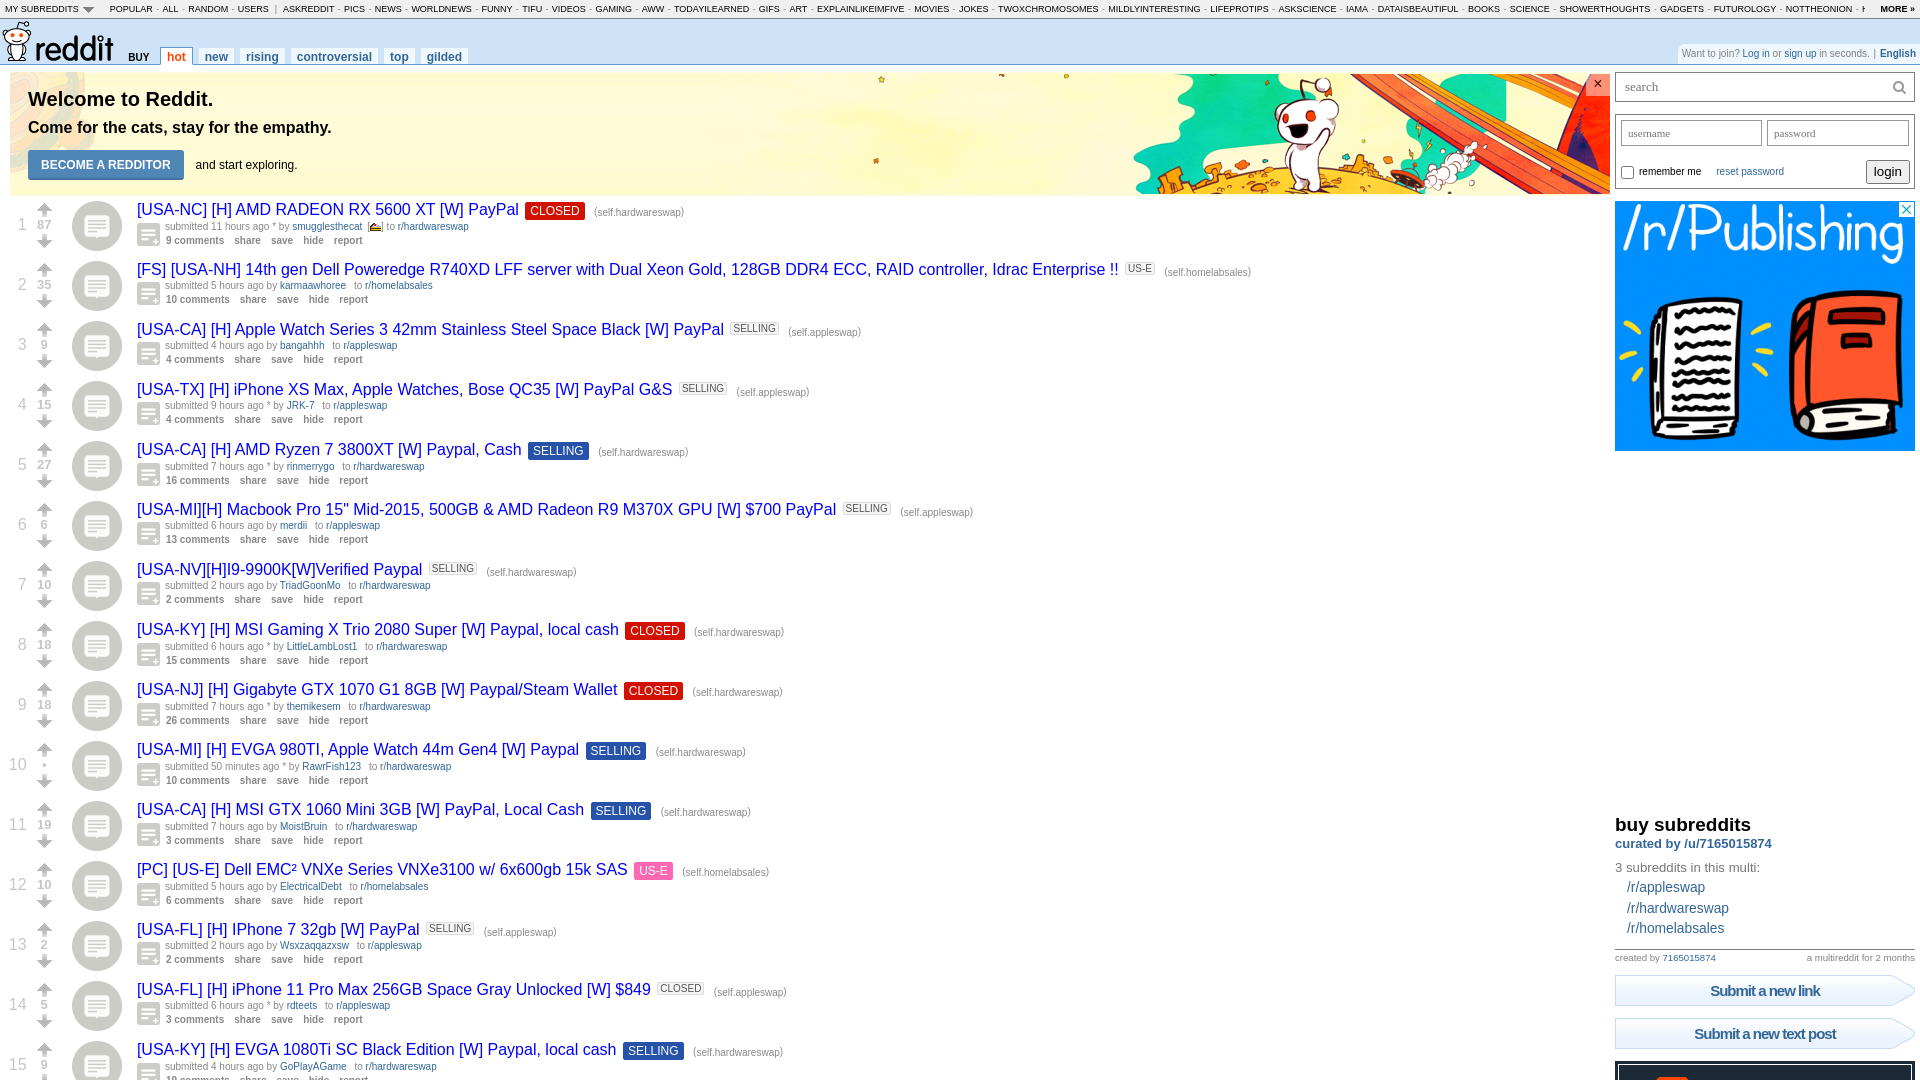 MY SUBREDDITS POPULAR - ALL - RANDOM - USERS | ASKREDDIT - PICS - NEWS - WORLDNEWS - FUNNY - TIFU - VIDEOS - GAMING - AWW - TODAYILEARNED - GIFS - ART - EXPLAINLIKEIMFIVE - MOVIES - JOKES - TWOXCHROMOSOMES - MILDLYINTERESTING - LIFEPROTIPS - ASKSCIENCE - IAMA - DATAISBEAUTIFUL - BOOKS - SCIENCE - SHOWERTHOUGHTS - GADGETS - FUTUROLOGY - NOTTHEONION - MORE »
reddit BUY hot new rising controversial top gilded
Want to join? Log in or sign up in seconds. | English
Welcome to Reddit.
Come for the cats, stay for the empathy.
BECOME A REDDITOR and start exploring.
×
1 87 [USA-NC] [H] AMD RADEON RX 5600 XT [W] PayPal CLOSED (self.hardwareswap)
submitted 11 hours ago * by smugglesthecat [] to r/hardwareswap
9 comments share save hide report
2 35 [FS] [USA-NH] 14th gen Dell Poweredge R740XD LFF server with Dual Xeon Gold, 128GB DDR4 ECC, RAID controller, Idrac Enterprise !! US-E (self.homelabsales)
submitted 5 hours ago by karmaawhoree to r/homelabsales
10 comments share save hide report
3 9 [USA-CA] [H] Apple Watch Series 3 42mm Stainless Steel Space Black [W] PayPal SELLING (self.appleswap)
submitted 4 hours ago by bangahhh to r/appleswap
4 comments share save hide report
4 15 [USA-TX] [H] iPhone XS Max, Apple Watches, Bose QC35 [W] PayPal G&S SELLING (self.appleswap)
submitted 9 hours ago * by JRK-7 to r/appleswap
4 comments share save hide report
5 27 [USA-CA] [H] AMD Ryzen 7 3800XT [W] Paypal, Cash SELLING (self.hardwareswap)
submitted 7 hours ago * by rinmerrygo to r/hardwareswap
16 comments share save hide report
6 6 [USA-MI][H] Macbook Pro 15" Mid-2015, 500GB & AMD Radeon R9 M370X GPU [W] $700 PayPal SELLING (self.appleswap)
submitted 6 hours ago by merdii to r/appleswap
13 comments share save hide report
7 10 [USA-NV][H]I9-9900K[W]Verified Paypal SELLING (self.hardwareswap)
submitted 2 hours ago by TriadGoonMo to r/hardwareswap
2 comments share save hide report
8 18 [USA-KY] [H] MSI Gaming X Trio 2080 Super [W] Paypal, local cash CLOSED (self.hardwareswap)
submitted 6 hours ago * by LittleLambLost1 to r/hardwareswap
15 comments share save hide report
9 18 [USA-NJ] [H] Gigabyte GTX 1070 G1 8GB [W] Paypal/Steam Wallet CLOSED (self.hardwareswap)
submitted 7 hours ago * by themikesem to r/hardwareswap
26 comments share save hide report
10 • [USA-MI] [H] EVGA 980TI, Apple Watch 44m Gen4 [W] Paypal SELLING (self.hardwareswap)
submitted 50 minutes ago * by RawrFish123 to r/hardwareswap
10 comments share save hide report
11 19 [USA-CA] [H] MSI GTX 1060 Mini 3GB [W] PayPal, Local Cash SELLING (self.hardwareswap)
submitted 7 hours ago by MoistBruin to r/hardwareswap
3 comments share save hide report
12 10 [PC] [US-E] Dell EMC² VNXe Series VNXe3100 w/ 6x600gb 15k SAS US-E (self.homelabsales)
submitted 5 hours ago by ElectricalDebt to r/homelabsales
6 comments share save hide report
13 2 [USA-FL] [H] IPhone 7 32gb [W] PayPal SELLING (self.appleswap)
submitted 2 hours ago by Wsxzaqqazxsw to r/appleswap
2 comments share save hide report
14 5 [USA-FL] [H] iPhone 11 Pro Max 256GB Space Gray Unlocked [W] $849 CLOSED (self.appleswap)
submitted 6 hours ago * by rdteets to r/appleswap
3 comments share save hide report
15 9 [USA-KY] [H] EVGA 1080Ti SC Black Edition [W] Paypal, local cash SELLING (self.hardwareswap)
submitted 4 hours ago by GoPlayAGame to r/hardwareswap
19 comments share save hide report
search
username password
remember me reset password login
/r/Publishing
buy subreddits
curated by /u/7165015874
3 subreddits in this multi:
/r/appleswap
/r/hardwareswap
/r/homelabsales
created by 7165015874 a multireddit for 2 months
Submit a new link
Submit a new text post